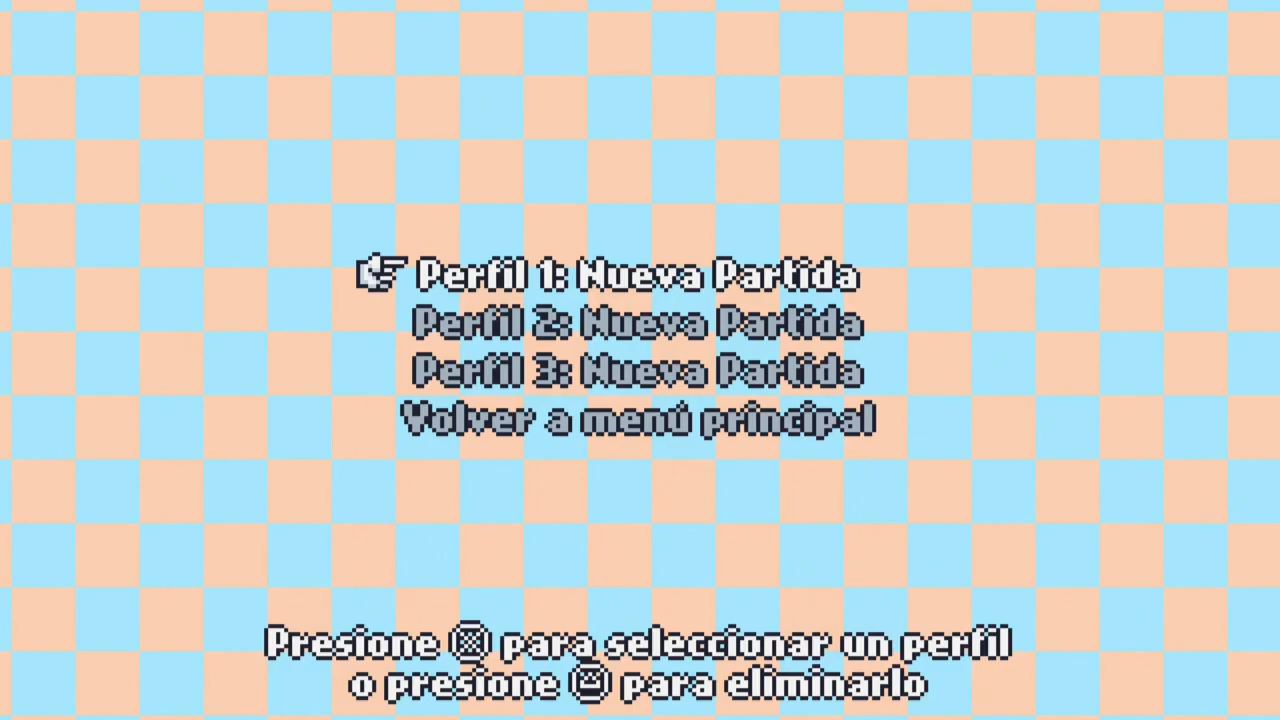 Perfil 1: Nueva Partida
Perfil 2: Nueva Partida
Perfil 3: Nueva Partida
Volver a menú principal
Presione para seleccionar un perfil
o presione para eliminarlo